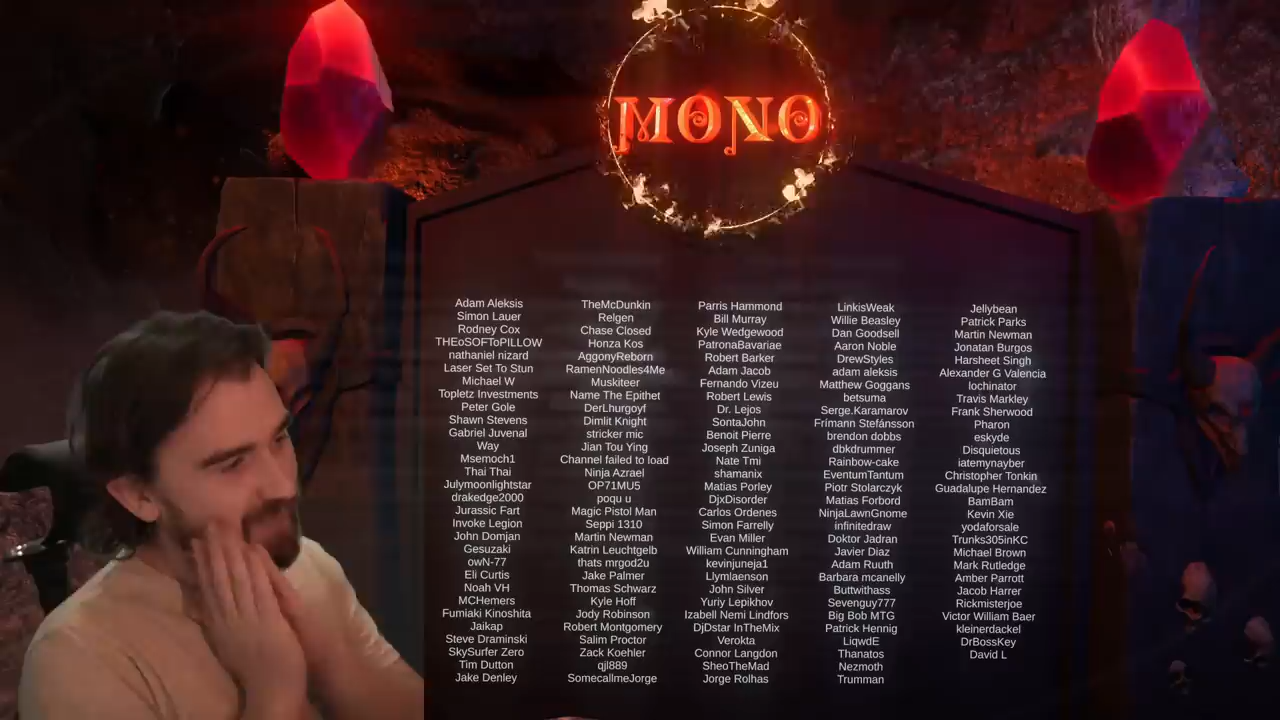 MONO
Adam Aleksis
Simon Lauer
Rodney Cox
THEoSOFToPILLOW
nathaniel nizard
Laser Set To Stun
Michael W
Topletz Investments
Peter Gole
Shawn Stevens
Gabriel Juvenal
Way
Msemoch1
Thai Thai
Julymoonlightstar
drakedge2000
Jurassic Fart
Invoke Legion
John Domjan
Gesuzaki
owN-77
Eli Curtis
Noah VH
MCHemers
Fumiaki Kinoshita
Jaikap
Steve Draminski
SkySurfer Zero
Tim Dutton
Jake Denley
TheMcDunkin
Relgen
Chase Closed
Honza Kos
AggonyReborn
RamenNoodles4Me
Muskiteer
Name The Epithet
DerLhurgoyf
Dimlit Knight
stricker mic
Jian Tou Ying
Channel failed to load
Ninja Azrael
OP71MU5
poqu u
Magic Pistol Man
Seppi 1310
Martin Newman
Katrin Leuchtgelb
thats mrgod2u
Jake Palmer
Thomas Schwarz
Kyle Hoff
Jody Robinson
Robert Montgomery
Salim Proctor
Zack Koehler
qjl889
SomecallmeJorge
Parris Hammond
Bill Murray
Kyle Wedgewood
PatronaBavariae
Robert Barker
Adam Jacob
Fernando Vizeu
Robert Lewis
Dr. Lejos
SontaJohn
Benoit Pierre
Joseph Zuniga
Nate Tmi
shamanix
Matias Porley
DjxDisorder
Carlos Ordenes
Simon Farrelly
Evan Miller
William Cunningham
kevinjuneja1
Llymlaenson
John Silver
Yuriy Lepikhov
Izabell Nemi Lindfors
DjDstar InTheMix
Verokta
Connor Langdon
SheoTheMad
Jorge Rolhas
LinkisWeak
Willie Beasley
Dan Goodsell
Aaron Noble
DrewStyles
adam aleksis
Matthew Goggans
betsuma
Serge.Karamarov
Frímann Stefánsson
brendon dobbs
dbkdrummer
Rainbow-cake
EventumTantum
Piotr Stolarczyk
Matias Forbord
NinjaLawnGnome
infinitedraw
Doktor Jadran
Javier Diaz
Adam Ruuth
Barbara mcanelly
Buttwithass
Sevenguy777
Big Bob MTG
Patrick Hennig
LiqwdE
Thanatos
Nezmoth
Trumman
Jellybean
Patrick Parks
Martin Newman
Jonatan Burgos
Harsheet Singh
Alexander G Valencia
lochinator
Travis Markley
Frank Sherwood
Pharon
eskyde
Disquietous
iatemynayber
Christopher Tonkin
Guadalupe Hernandez
BamBam
Kevin Xie
yodaforsale
Trunks305inKC
Michael Brown
Mark Rutledge
Amber Parrott
Jacob Harrer
Rickmisterjoe
Victor William Baer
kleinerdackel
DrBossKey
David L